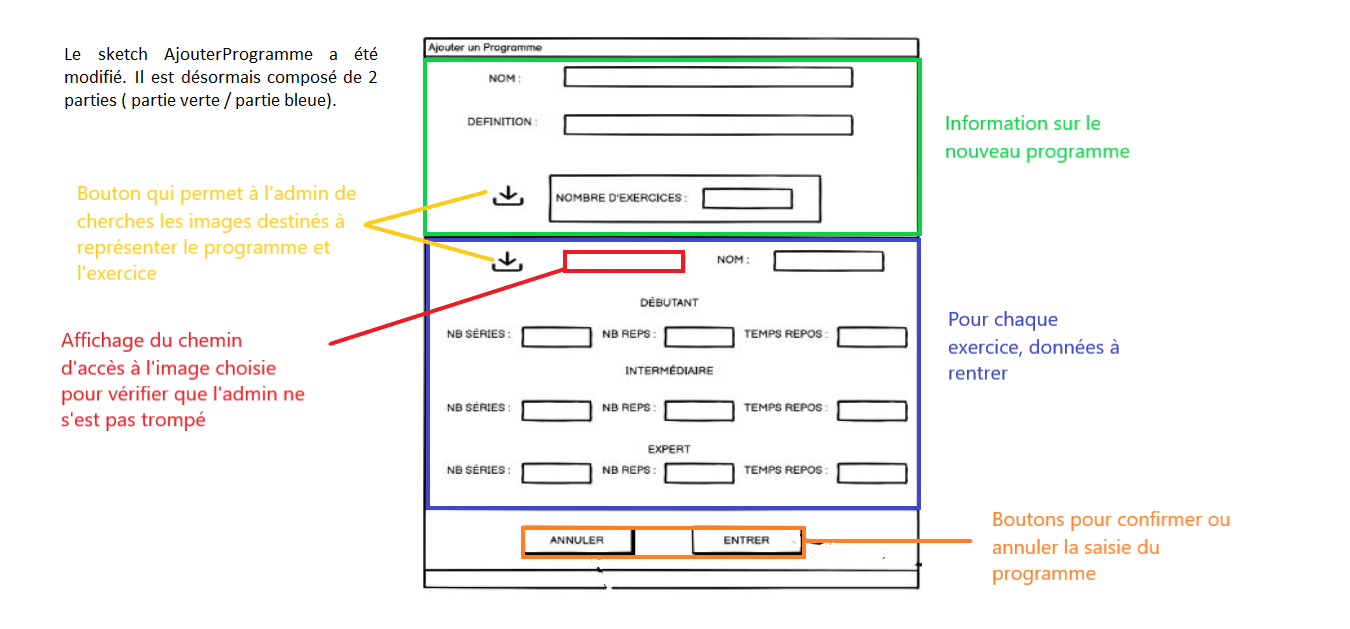 Le sketch AjouterProgramme a été
modifié. Il est désormais composé de 2
parties ( partie verte / partie bleue).
Ajouter un Programme
NOM :
DEFINITION :
Information sur le
nouveau programme
Bouton qui permet à l'admin de
cherches les images destinés à
représenter le programme et
l'exercice
NOMBRE D'EXERCICES :
NOM :
DÉBUTANT
NB SÉRIES : NB REPS : TEMPS REPOS :
INTERMÉDIAIRE
NB SÉRIES : NB REPS : TEMPS REPOS :
EXPERT
NB SÉRIES : NB REPS : TEMPS REPOS :
Affichage du chemin
d'accès à l'image choisie
pour vérifier que l'admin ne
s'est pas trompé
Pour chaque
exercice, données à
rentrer
ANNULER ENTRER
Boutons pour confirmer ou
annuler la saisie du
programme